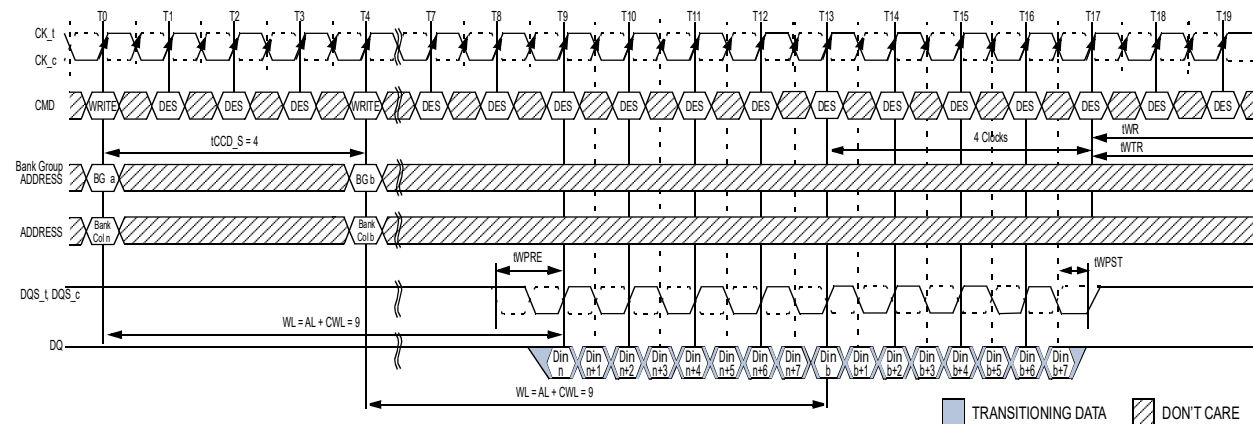 T0 T1 T2 T3 T4 T7 T8 T9 T10 T11 T12 T13 T14 T15 T16 T17 T18 T19
CK_t
CK_c
CMD WRITE DES DES DES WRITE DES DES DES DES DES DES DES DES DES DES DES DES DES
tCCD_S = 4 4 Clocks tWR
tWTR
Bank Group
ADDRESS BG a BG b
ADDRESS Bank Col n Bank Col b
tWPRE tWPST
DQS_t, DQS_c
WL = AL + CWL = 9
DQ Din n Din n+1 Din n+2 Din n+3 Din n+4 Din n+5 Din n+6 Din n+7 Din b Din b+1 Din b+2 Din b+3 Din b+4 Din b+5 Din b+6 Din b+7
WL = AL + CWL = 9
TRANSITIONING DATA DON'T CARE